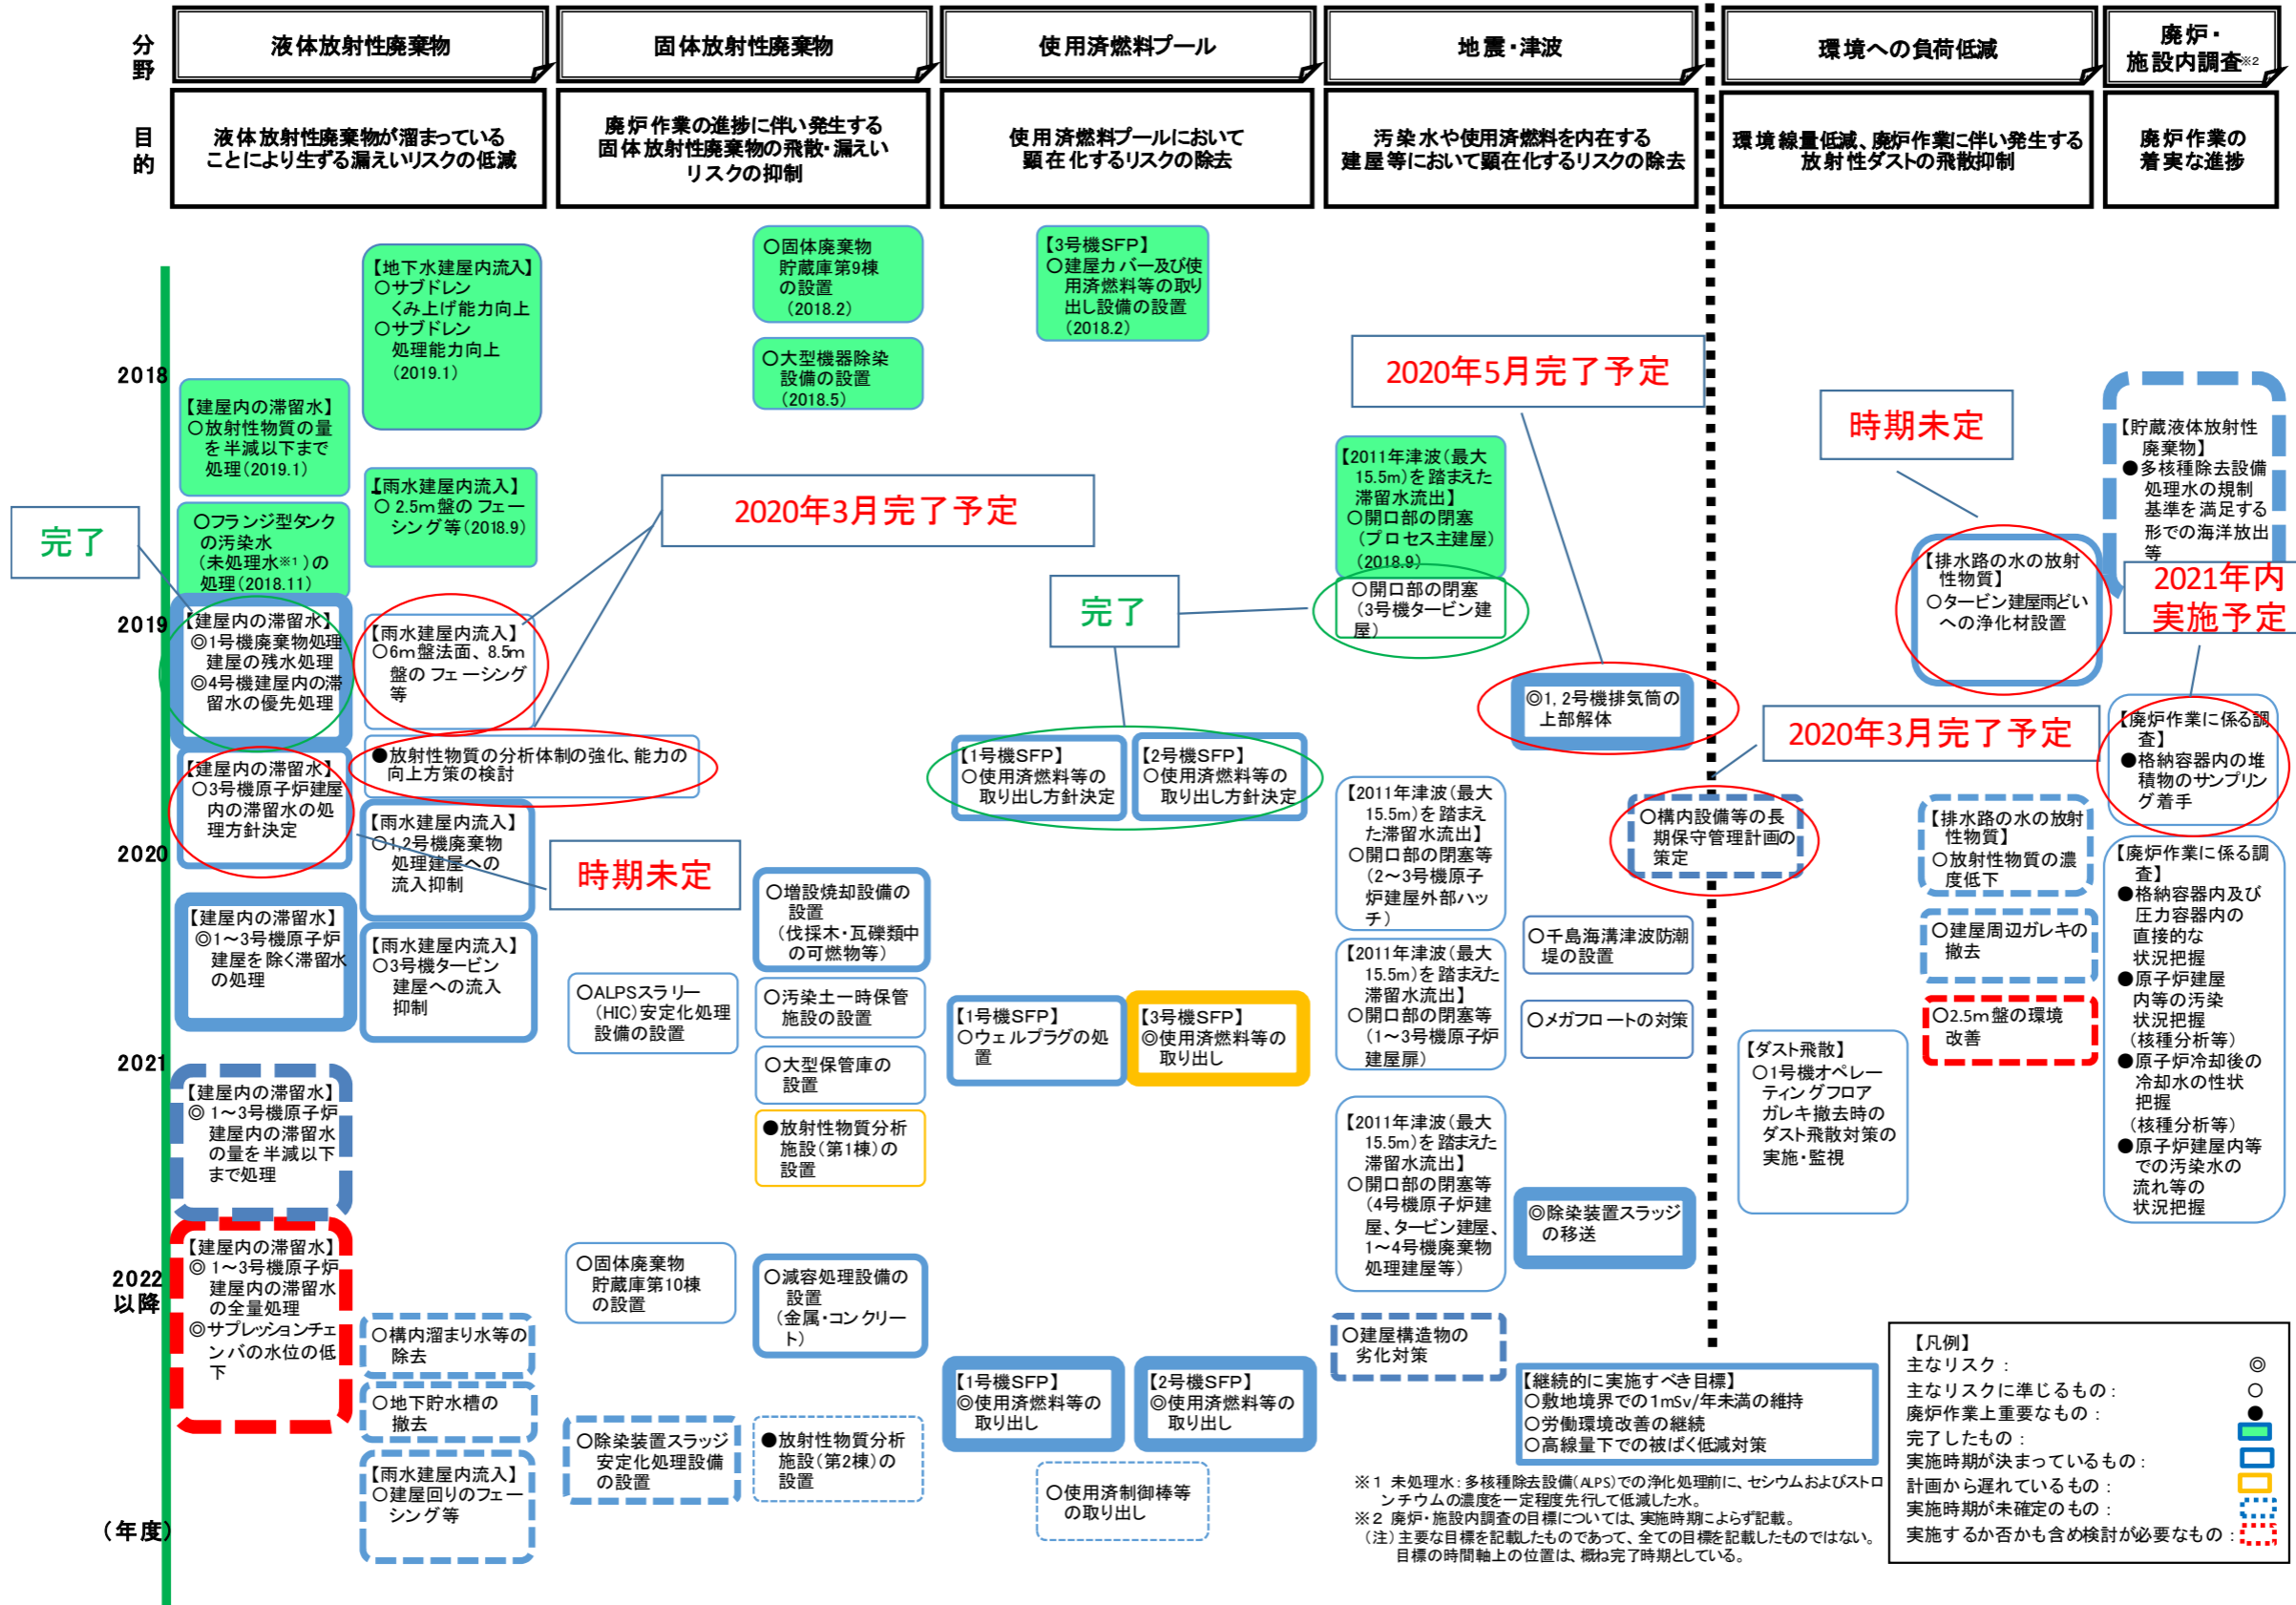 分野
液体放射性廃棄物
固体放射性廃棄物
使用済燃料プール
地震・津波
環境への負荷低減
廃炉・
施設内調査※2
目的
液体放射性廃棄物が溜まっている
ことにより生ずる漏えいリスクの低減
廃炉作業の進捗に伴い発生する
固体放射性廃棄物の飛散・漏えい
リスクの抑制
使用済燃料プールにおいて
顕在化するリスクの除去
汚染水や使用済燃料を内在する
建屋等において顕在化するリスクの除去
環境線量低減、廃炉作業に伴い発生する
放射性ダストの飛散抑制
廃炉作業の
着実な進捗
2018
2019
2020
2021
2022
以降
(年度)
【建屋内の滞留水】
○放射性物質の量
を半減以下まで
処理(2019.1)
○フランジ型タンク
の汚染水
(未処理水※1)の
処理(2018.11)
完了
【建屋内の滞留水】
◎1号機廃棄物処理
建屋の残水処理
◎4号機建屋内の滞
留水の優先処理
【建屋内の滞留水】
○3号機原子炉建屋
内の滞留水の処
理方針決定
【建屋内の滞留水】
◎1~3号機原子炉
建屋を除く滞留水
の処理
【建屋内の滞留水】
◎1~3号機原子炉
建屋内の滞留水
の量を半減以下
まで処理
【建屋内の滞留水】
◎1~3号機原子炉
建屋内の滞留水
の全量処理
◎サプレッションチェ
ンバの水位の低
下
【地下水建屋内流入】
○サブドレン
くみ上げ能力向上
○サブドレン
処理能力向上
(2019.1)
【雨水建屋内流入】
○2.5m盤のフェー
シング等(2018.9)
【雨水建屋内流入】
○6m盤法面、8.5m
盤のフェーシング
等
●放射性物質の分析体制の強化、能力の
向上方策の検討
【雨水建屋内流入】
○1,2号機廃棄物
処理建屋への
流入抑制
時期未定
【雨水建屋内流入】
○3号機タービン
建屋への流入
抑制
○構内溜まり水等の
除去
○地下貯水槽の
撤去
【雨水建屋内流入】
○建屋回りのフェー
シング等
○固体廃棄物
貯蔵庫第9棟
の設置
(2018.2)
○大型機器除染
設備の設置
(2018.5)
2020年3月完了予定
○増設焼却設備の
設置
(伐採木・瓦礫類中
の可燃物等)
○ALPSスラリー
(HIC)安定化処理
設備の設置
○汚染土一時保管
施設の設置
○大型保管庫の
設置
●放射性物質分析
施設(第1棟)の
設置
○固体廃棄物
貯蔵庫第10棟
の設置
○減容処理設備の
設置
(金属・コンクリー
ト)
○除染装置スラッジ
安定化処理設備
の設置
●放射性物質分析
施設(第2棟)の
設置
【3号機SFP】
○建屋カバー及び使
用済燃料等の取り
出し設備の設置
(2018.2)
完了
【1号機SFP】
○使用済燃料等の
取り出し方針決定
【2号機SFP】
○使用済燃料等の
取り出し方針決定
【1号機SFP】
○ウェルプラグの処
置
【3号機SFP】
◎使用済燃料等の
取り出し
【1号機SFP】
◎使用済燃料等の
取り出し
【2号機SFP】
◎使用済燃料等の
取り出し
○使用済制御棒等
の取り出し
2020年5月完了予定
【2011年津波(最大
15.5m)を踏まえた
滞留水流出】
○開口部の閉塞
(プロセス主建屋)
(2018.9)
○開口部の閉塞
(3号機タービン建
屋)
◎1,2号機排気筒の
上部解体
【2011年津波(最大
15.5m)を踏まえ
た滞留水流出】
○開口部の閉塞等
(2~3号機原子
炉建屋外部ハッ
チ)
【2011年津波(最大
15.5m)を踏まえた
滞留水流出】
○開口部の閉塞等
(1~3号機原子炉
建屋扉)
【2011年津波(最大
15.5m)を踏まえた
滞留水流出】
○開口部の閉塞等
(4号機原子炉建
屋、タービン建屋、
1~4号機廃棄物
処理建屋等)
○建屋構造物の
劣化対策
○千島海溝津波防潮
堤の設置
○メガフロートの対策
◎除染装置スラッジ
の移送
○構内設備等の長
期保守管理計画の
策定
2020年3月完了予定
【継続的に実施すべき目標】
○敷地境界での1mSv/年未満の維持
○労働環境改善の継続
○高線量下での被ばく低減対策
時期未定
【排水路の水の放射
性物質】
○タービン建屋雨どい
への浄化材設置
【排水路の水の放射
性物質】
○放射性物質の濃
度低下
○建屋周辺ガレキの
撤去
○2.5m盤の環境
改善
【ダスト飛散】
○1号機オペレー
ティングフロア
ガレキ撤去時の
ダスト飛散対策の
実施・監視
【貯蔵液体放射性
廃棄物】
●多核種除去設備
処理水の規制
基準を満足する
形での海洋放出
等
2021年内
実施予定
【廃炉作業に係る調
査】
●格納容器内の堆
積物のサンプリン
グ着手
【廃炉作業に係る調
査】
●格納容器内及び
圧力容器内の
直接的な
状況把握
●原子炉建屋
内等の汚染
状況把握
(核種分析等)
●原子炉冷却後の
冷却水の性状
把握
(核種分析等)
●原子炉建屋内等
での汚染水の
流れ等の
状況把握
※1 未処理水:多核種除去設備(ALPS)での浄化処理前に、セシウムおよびストロ
ンチウムの濃度を一定程度先行して低減した水。
※2 廃炉・施設内調査の目標については、実施時期によらず記載。
(注)主要な目標を記載したものであって、全ての目標を記載したものではない。
目標の時間軸上の位置は、概ね完了時期としている。
【凡例】
主なリスク: ◎
主なリスクに準じるもの: ○
廃炉作業上重要なもの: ●
完了したもの:
実施時期が決まっているもの:
計画から遅れているもの:
実施時期が未確定のもの:
実施するか否かも含め検討が必要なもの: